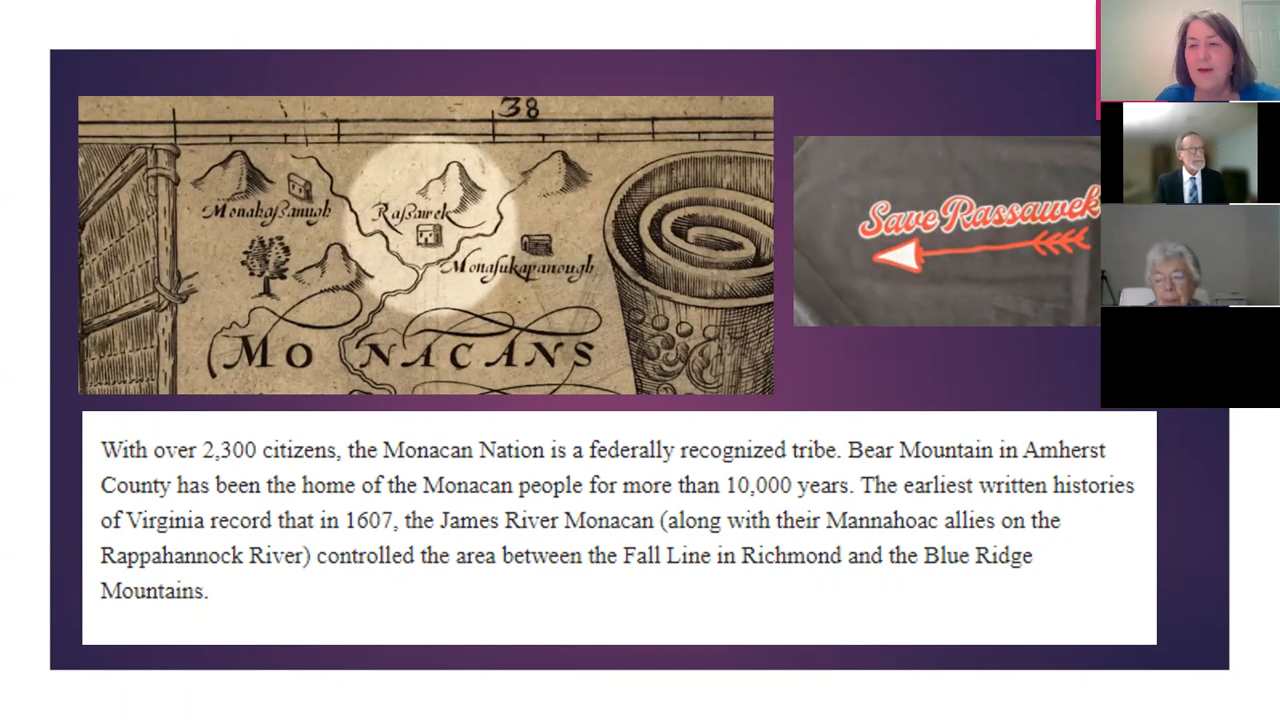 38
Monahaſsanugh
Raſsawek
Monaſukapanough
MONACANS
Save Rassawek
With over 2,300 citizens, the Monacan Nation is a federally recognized tribe. Bear Mountain in Amherst
County has been the home of the Monacan people for more than 10,000 years. The earliest written histories
of Virginia record that in 1607, the James River Monacan (along with their Mannahoac allies on the
Rappahannock River) controlled the area between the Fall Line in Richmond and the Blue Ridge
Mountains.